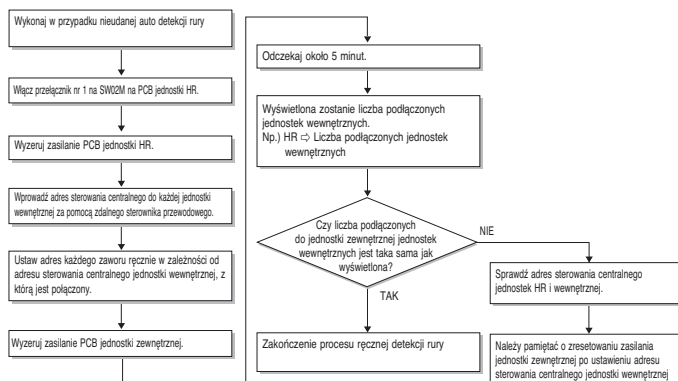 Wykonaj w przypadku nieudanej auto detekcji rury
Włącz przełącznik nr 1 na SW02M na PCB jednostki HR.
Wyzeruj zasilanie PCB jednostki HR.
Wprowadź adres sterowania centralnego do każdej jednostki
wewnętrznej za pomocą zdalnego sterownika przewodowego.
Ustaw adres każdego zaworu ręcznie w zależności od
adresu sterowania centralnego jednostki wewnętrznej, z
którą jest połączony.
Wyzeruj zasilanie PCB jednostki zewnętrznej.
Odczekaj około 5 minut.
Wyświetlona zostanie liczba podłączonych
jednostek wewnętrznych.
Np.) HR ⇨ Liczba podłączonych jednostek
wewnętrznych
Czy liczba podłączonych
do jednostki zewnętrznej jednostek
wewnętrznych jest taka sama jak
wyświetlona?
NIE
TAK
Sprawdź adres sterowania centralnego
jednostek HR i wewnętrznej.
Zakończenie procesu ręcznej detekcji rury
Należy pamiętać o zresetowaniu zasilania
jednostki zewnętrznej po ustawieniu adresu
sterowania centralnego jednostki wewnętrznej